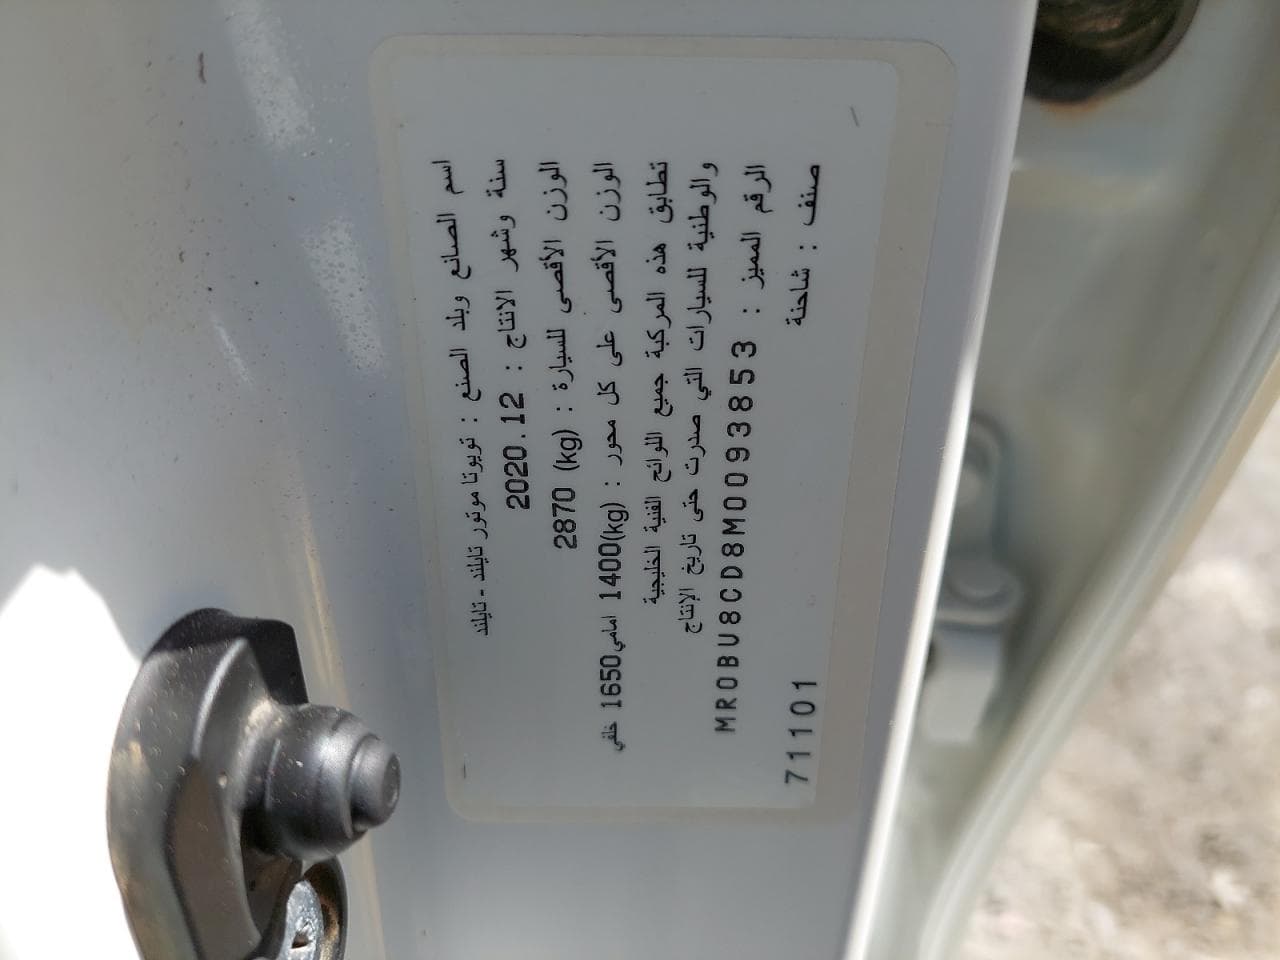 اسم الصانع وبلد الصنع : تويوتا موتور تايلند - تايلند
سنة وشهر الانتاج : 2020.12
الوزن الأقصى للسيارة : (kg) 2870
الوزن الأقصى على كل محور : (kg)1400 امامي 1650 خلفي
تطابق هذه المركبة جميع اللوائح الفنية الخليجية
والوطنية للسيارات التي صدرت حتى تاريخ الإنتاج
الرقم المميز : MR0BU8CD8M0093853
صنف : شاحنة
711101